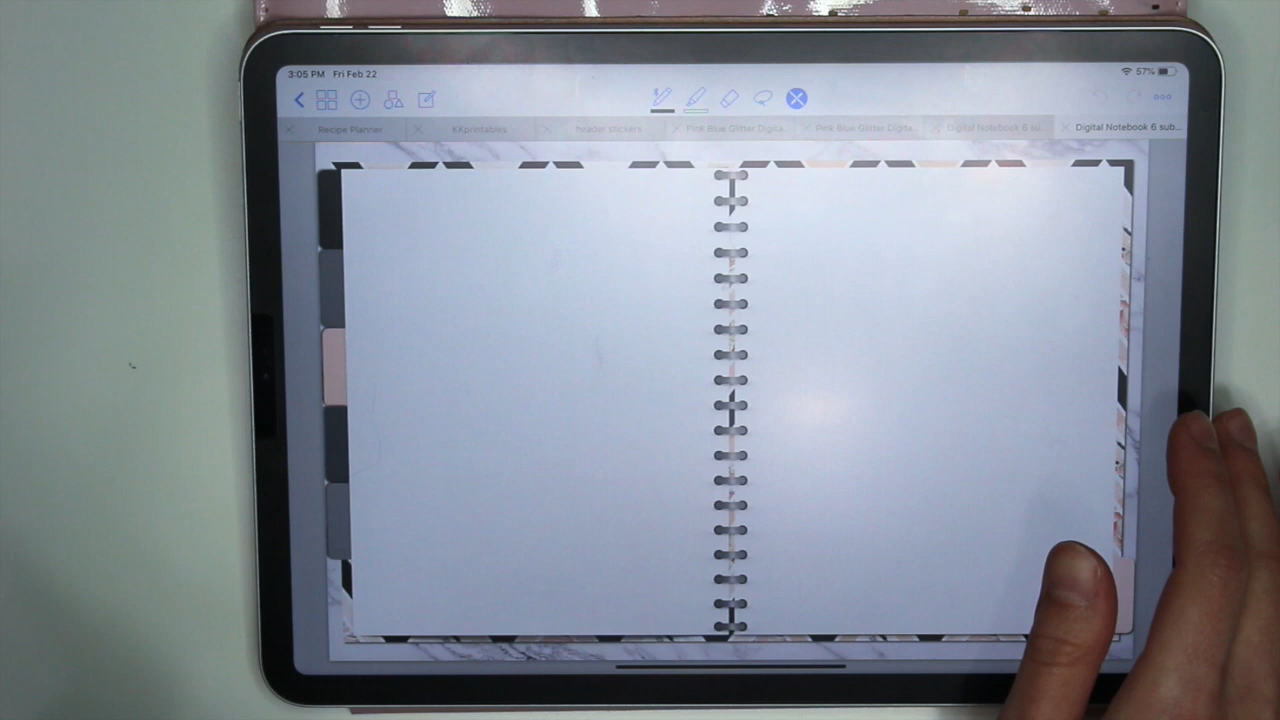 3:05 PM Fri Feb 22
57%
Recipe Planner
KKprintables
header stickers
Pink Blue Glitter Digita...
Pink Blue Glitter Digita...
Digital Notebook 6 su...
Digital Notebook 6 sub...